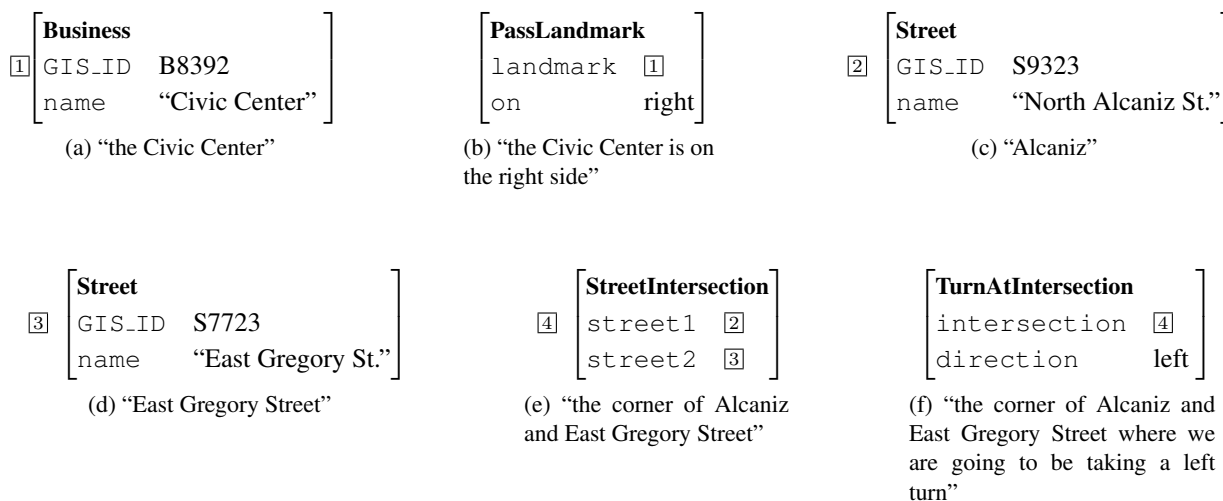 Business
1 GIS_ID B8392
name “Civic Center”
(a) “the Civic Center”
PassLandmark
landmark 1
on right
(b) “the Civic Center is on
the right side”
Street
2 GIS_ID S9323
name “North Alcaniz St.”
(c) “Alcaniz”
Street
3 GIS_ID S7723
name “East Gregory St.”
(d) “East Gregory Street”
StreetIntersection
4 street1 2
street2 3
(e) “the corner of Alcaniz
and East Gregory Street”
TurnAtIntersection
intersection 4
direction left
(f) “the corner of Alcaniz and
East Gregory Street where we
are going to be taking a left
turn”